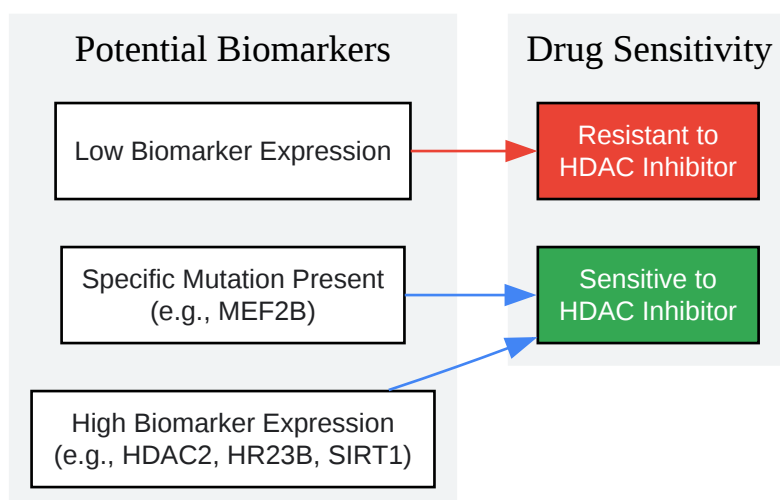 Potential Biomarkers
Drug Sensitivity
Low Biomarker Expression
Resistant to
HDAC Inhibitor
Specific Mutation Present
(e.g., MEF2B)
Sensitive to
HDAC Inhibitor
High Biomarker Expression
(e.g., HDAC2, HR23B, SIRT1)